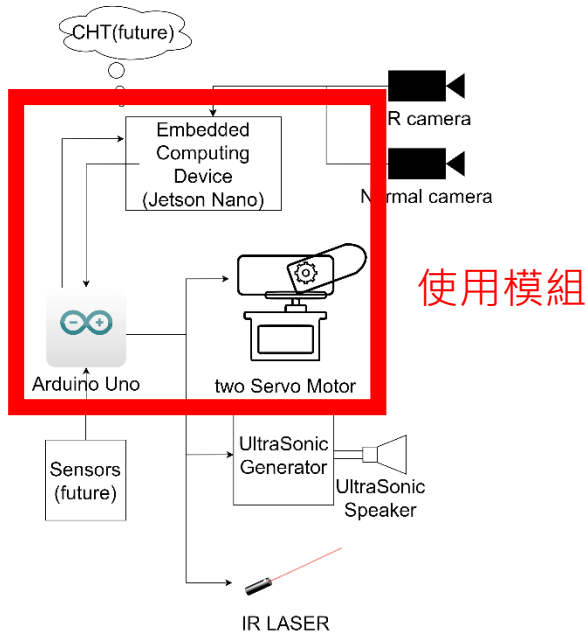 CHT(future)
Embedded
Computing
Device
(Jetson Nano)
R camera
Normal camera
使用模組
Arduino Uno
two Servo Motor
Sensors
(future)
UltraSonic
Generator
UltraSonic
Speaker
IR LASER